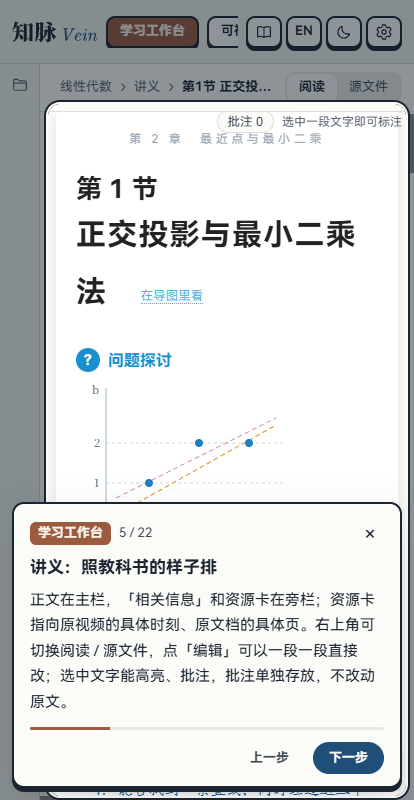 知脉 Vein 学习工作台 EN
线性代数 › 讲义 › 第1节 正交投… 阅读 源文件
批注 0 选中一段文字即可标注
第 2 章 最近点与最小二乘
第 1 节
正交投影与最小二乘
法 在导图里看
? 问题探讨
b
2
1
学习工作台 5 / 22 ×
讲义：照教科书的样子排
正文在主栏，「相关信息」和资源卡在旁栏；资源卡
指向原视频的具体时刻、原文档的具体页。右上角可
切换阅读 / 源文件，点「编辑」可以一段一段直接
改；选中文字能高亮、批注，批注单独存放，不改动
原文。
上一步 下一步